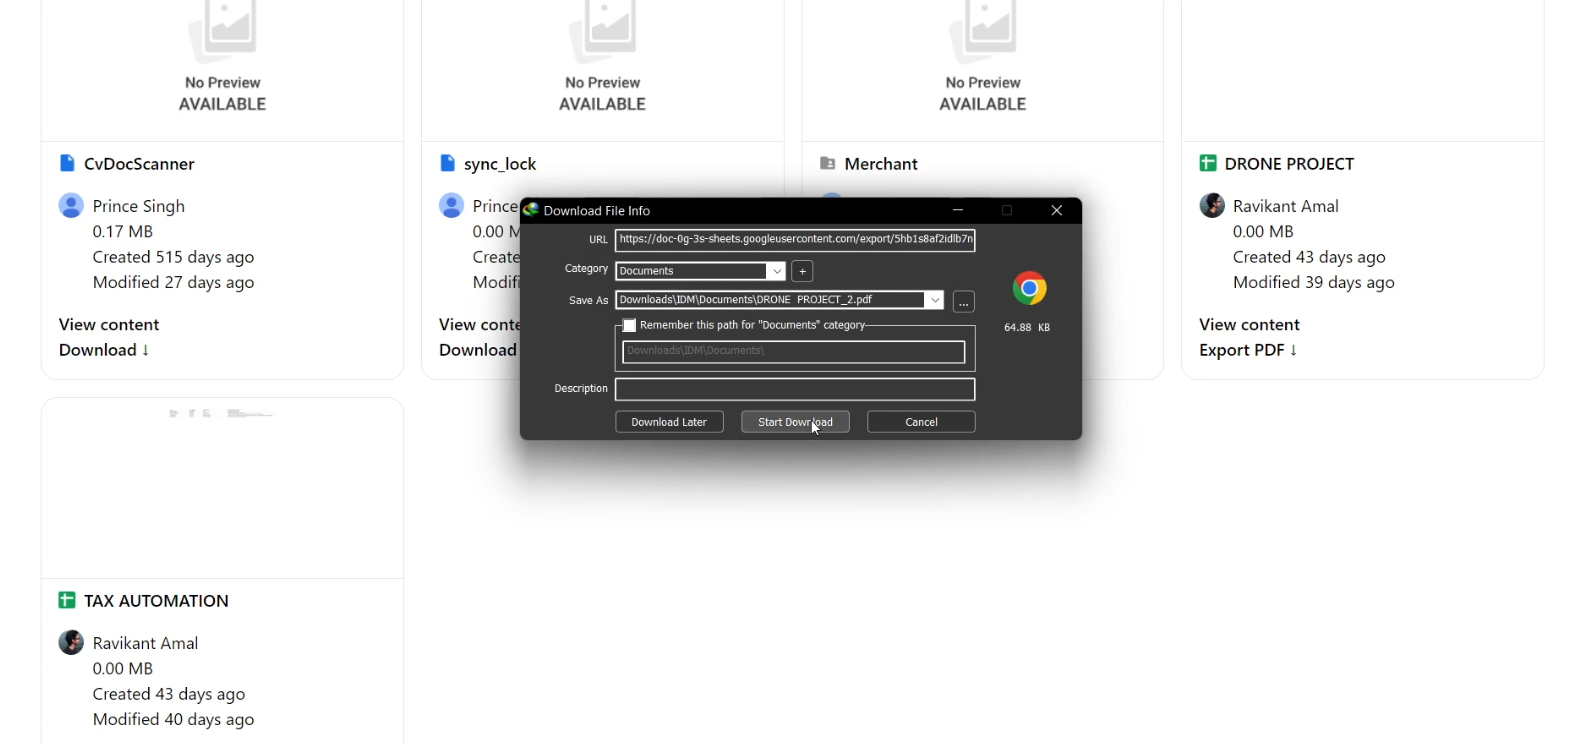 No Preview
AVAILABLE
No Preview
AVAILABLE
No Preview
AVAILABLE
CvDocScanner
Prince Singh
0.17 MB
Created 515 days ago
Modified 27 days ago
View content
Download ↓
sync_lock
Prince
0.00 M
Create
Modifi
View conte
Download
Merchant
DRONE PROJECT
Ravikant Amal
0.00 MB
Created 43 days ago
Modified 39 days ago
View content
Export PDF ↓
Download File Info
URL https://doc-0g-3s-sheets.googleusercontent.com/export/5hb1s8af2idlb7n
Category Documents +
Save As Downloads\IDM\Documents\DRONE PROJECT_2.pdf ...
64.88 KB
Remember this path for "Documents" category
Downloads\IDM\Documents\
Description
Download Later Start Download Cancel
TAX AUTOMATION
Ravikant Amal
0.00 MB
Created 43 days ago
Modified 40 days ago